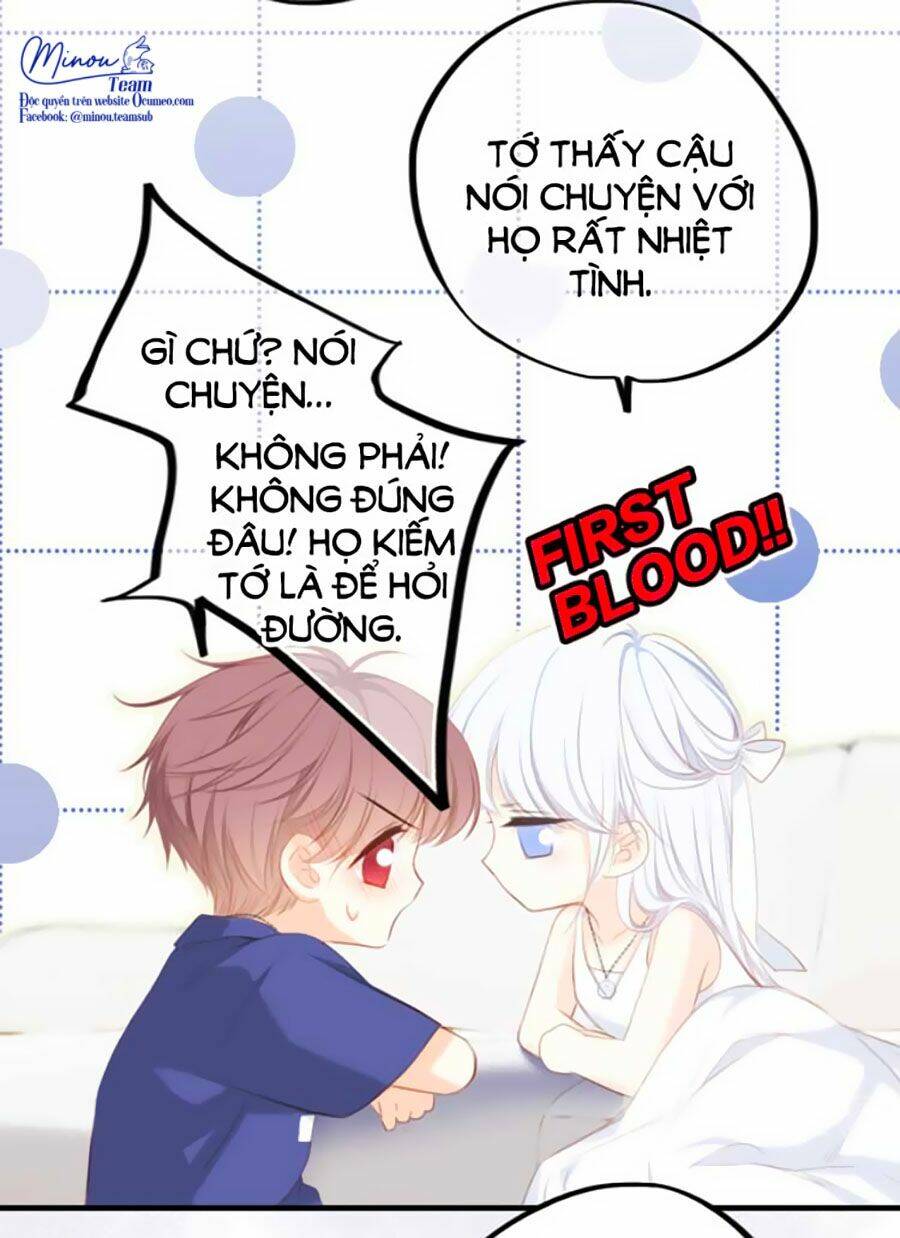 Minou
Team
Độc quyền trên website Ocumeo.com
Facebook: @minou.teamsub
TỚ THẤY CẬU
NÓI CHUYỆN VỚI
HỌ RẤT NHIỆT
TÌNH.
GÌ CHỨ? NÓI
CHUYỆN...
KHÔNG PHẢI!
KHÔNG ĐÚNG
ĐÂU! HỌ KIẾM
TỚ LÀ ĐỂ HỎI
ĐƯỜNG.
FIRST
BLOOD!!